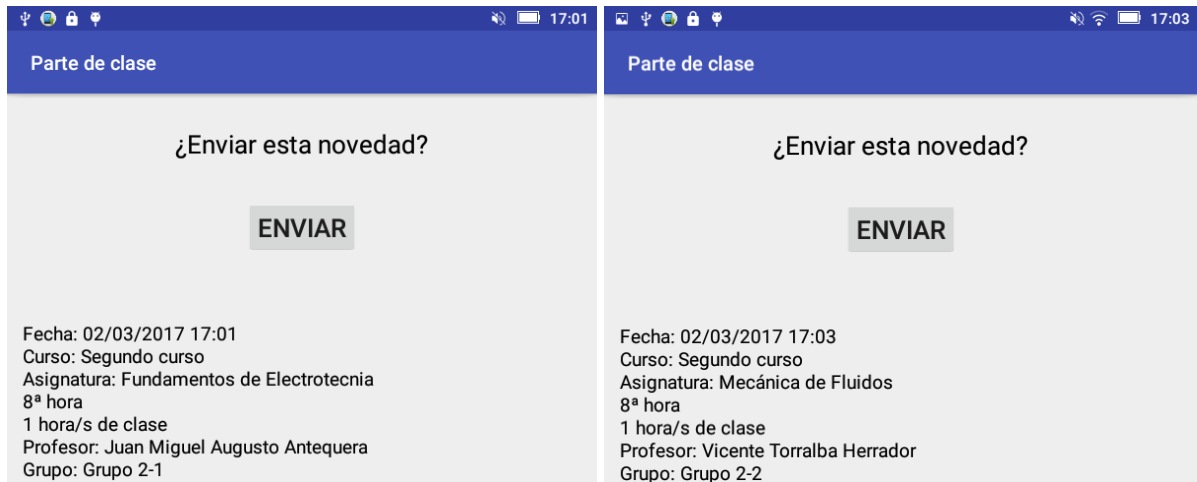 17:01
Parte de clase
¿Enviar esta novedad?
ENVIAR
Fecha: 02/03/2017 17:01
Curso: Segundo curso
Asignatura: Fundamentos de Electrotecnia
8ª hora
1 hora/s de clase
Profesor: Juan Miguel Augusto Antequera
Grupo: Grupo 2-1
17:03
Parte de clase
¿Enviar esta novedad?
ENVIAR
Fecha: 02/03/2017 17:03
Curso: Segundo curso
Asignatura: Mecánica de Fluidos
8ª hora
1 hora/s de clase
Profesor: Vicente Torralba Herrador
Grupo: Grupo 2-2